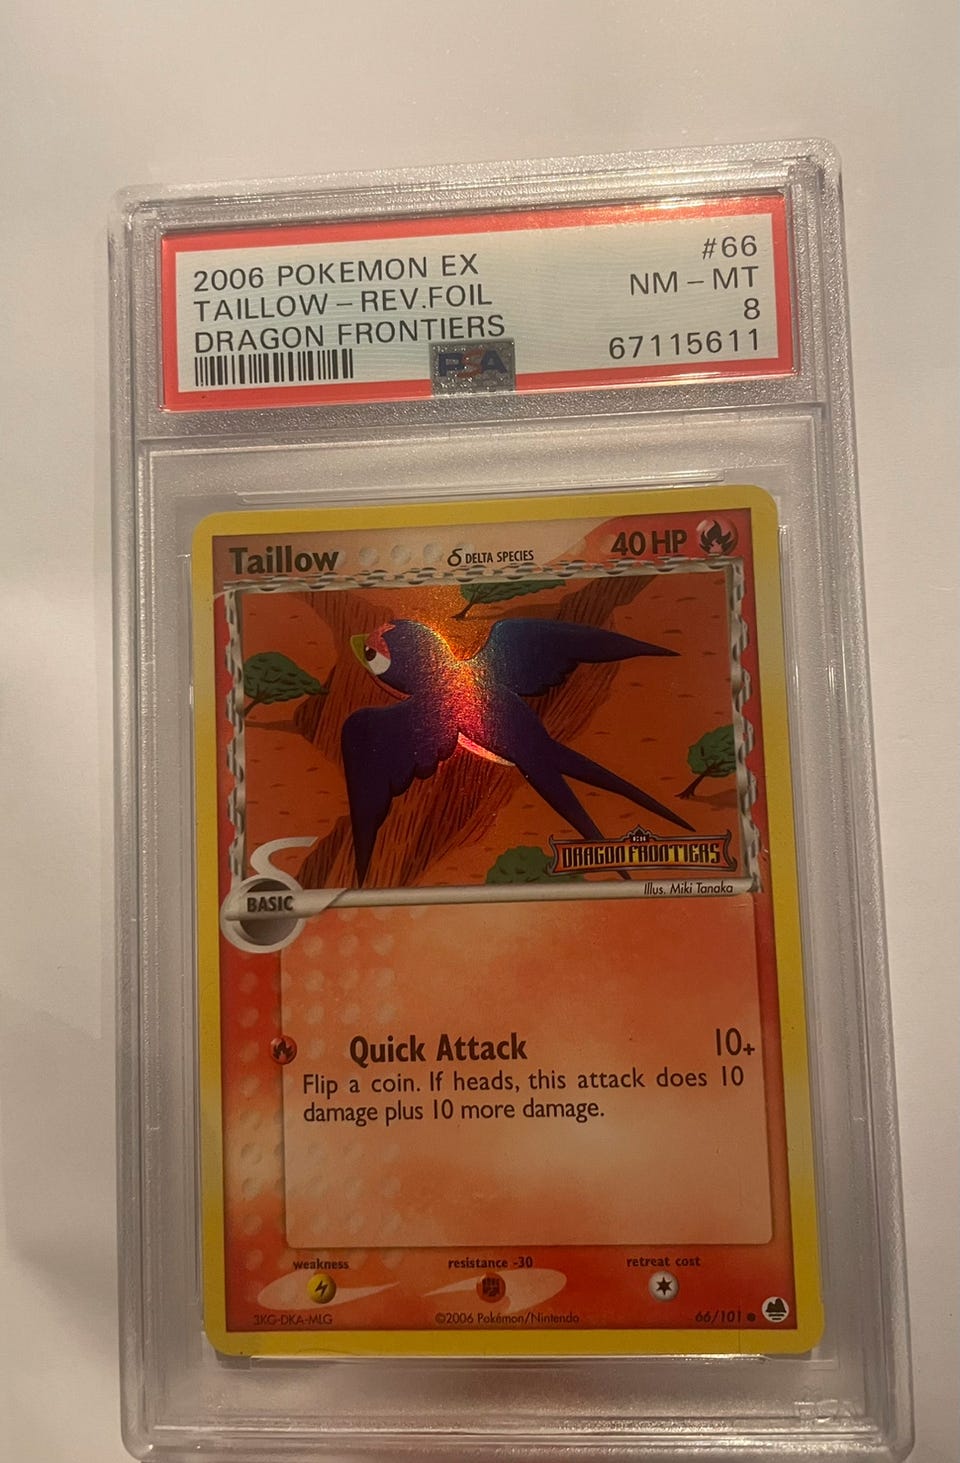 2006 POKEMON EX #66
TAILLOW - REV.FOIL NM - MT
DRAGON FRONTIERS 8
PSA 67115611
Taillow δ DELTA SPECIES 40 HP
DRAGON FRONTIERS
Illus. Miki Tanaka
BASIC
Quick Attack 10+
Flip a coin. If heads, this attack does 10
damage plus 10 more damage.
weakness resistance -30 retreat cost
3KG-DKA-MLG ©2006 Pokémon/Nintendo 66/101 ●